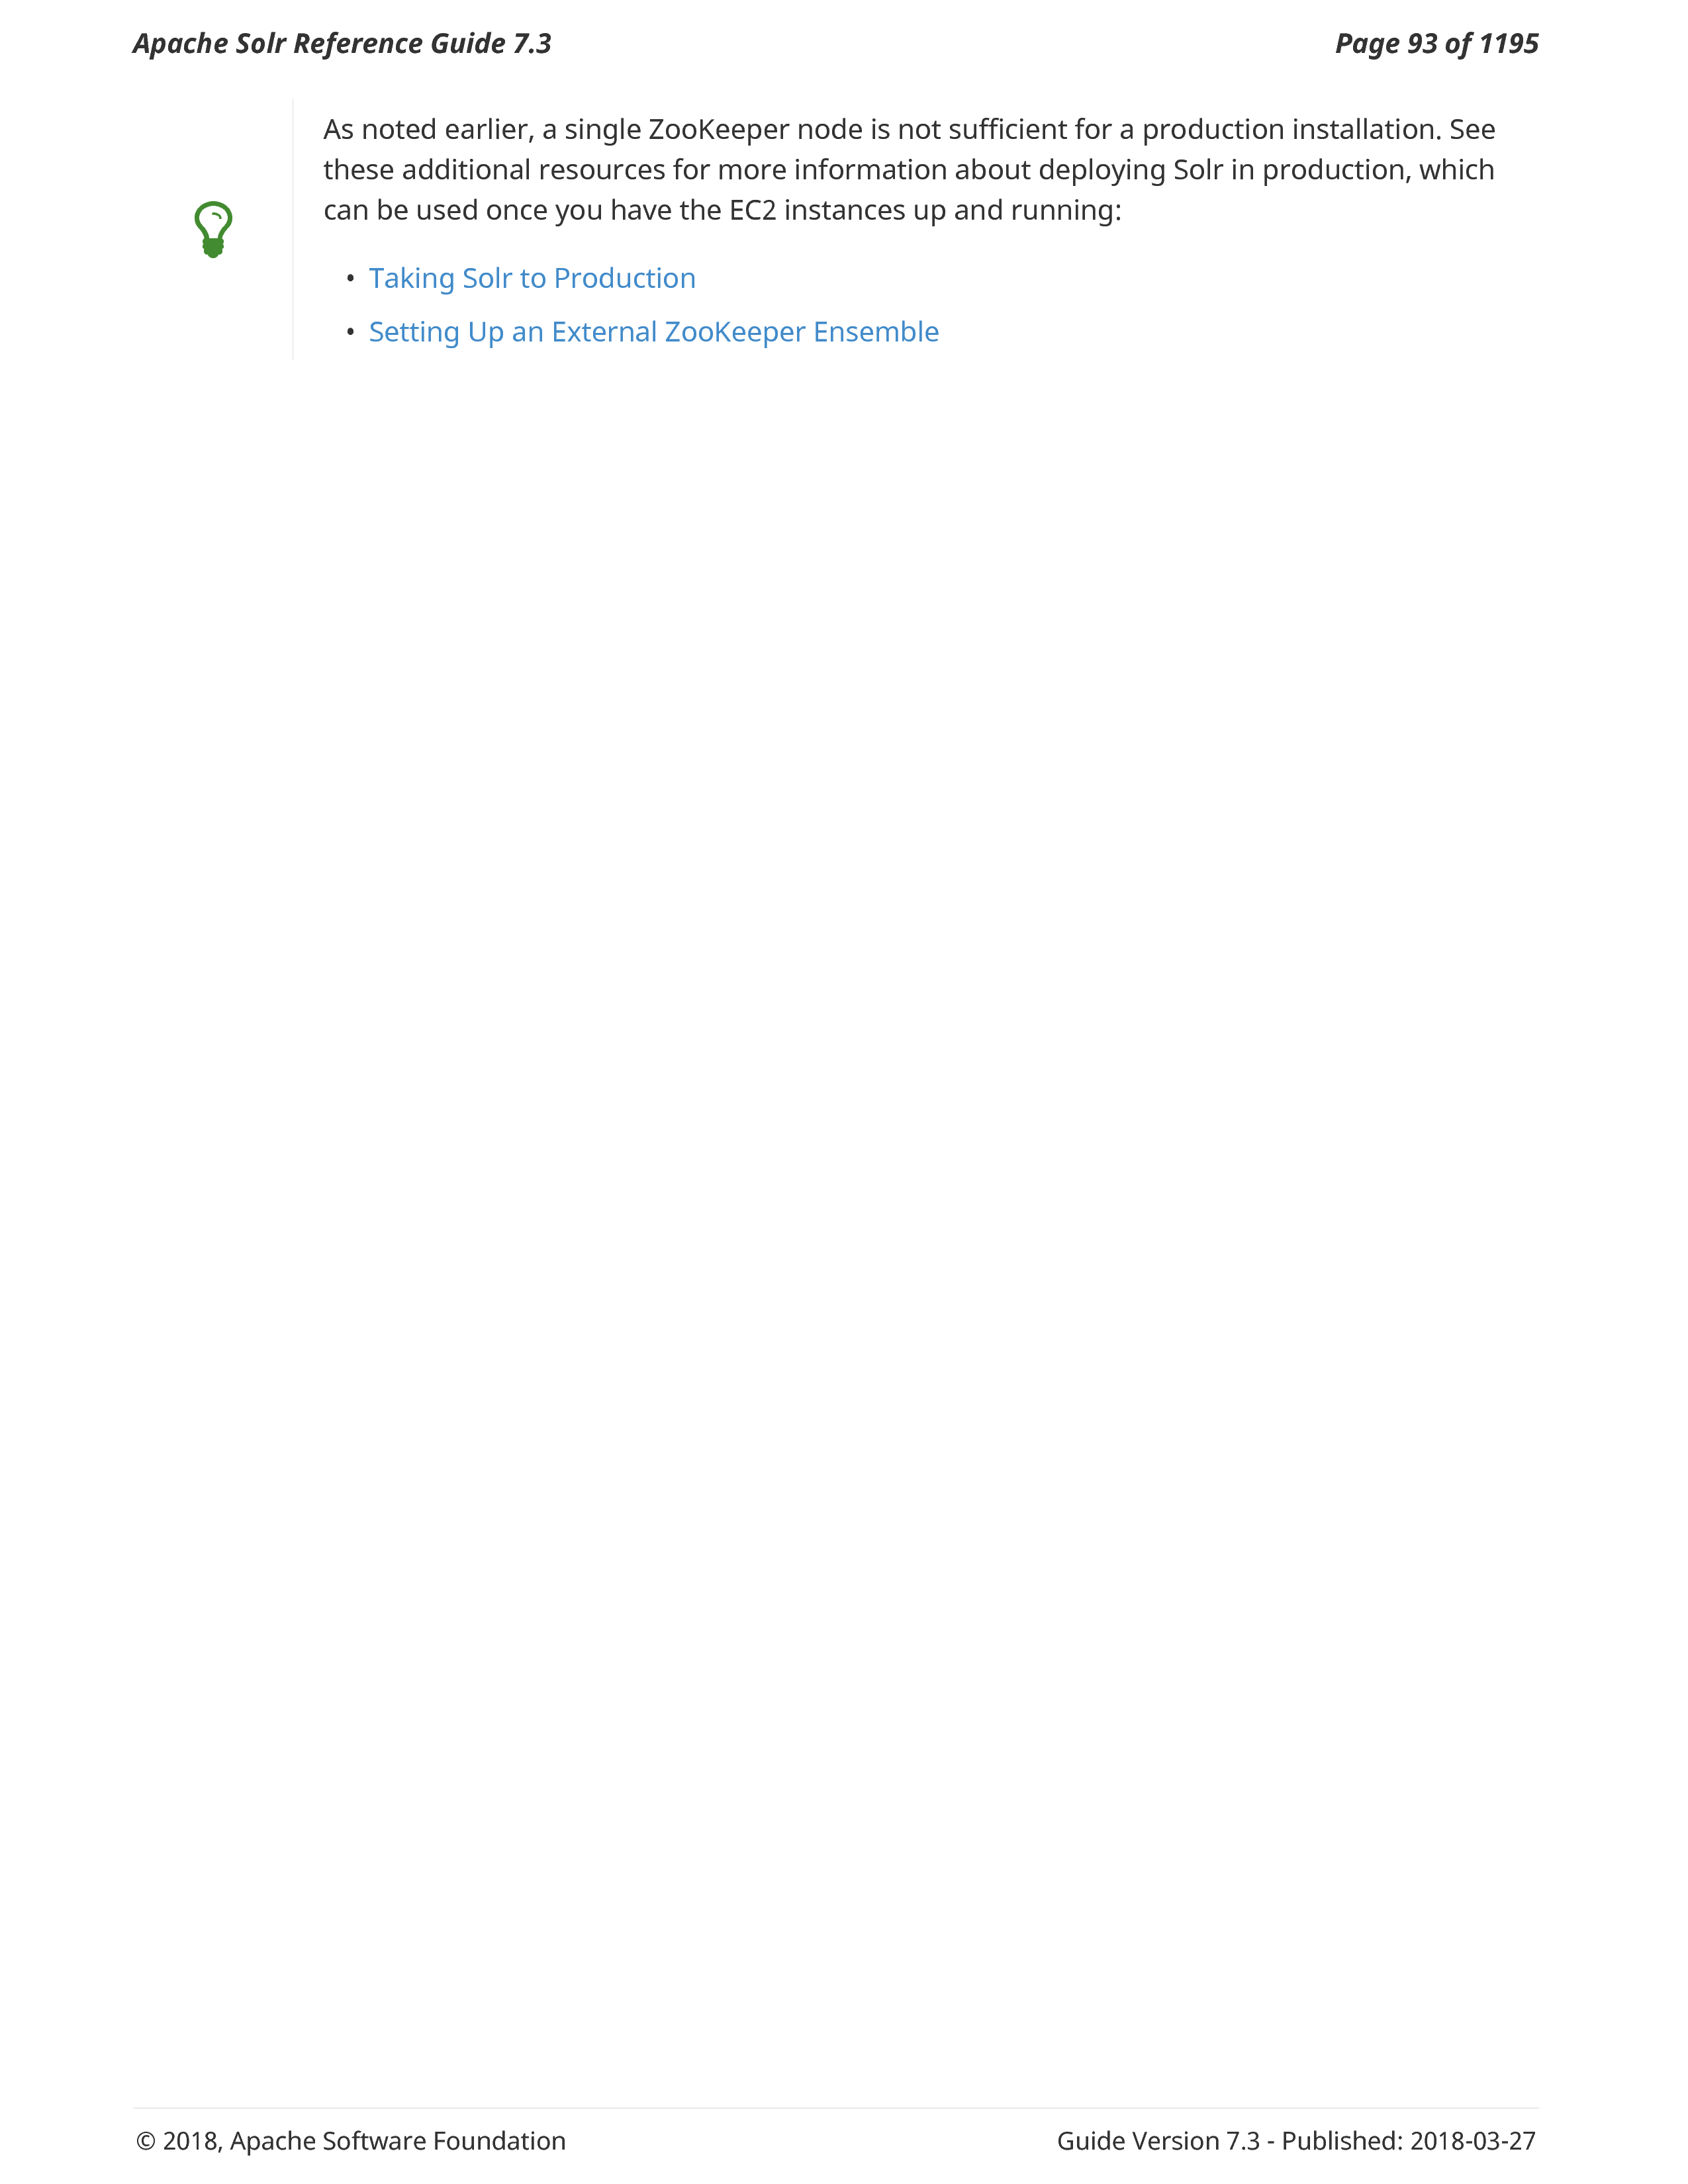 Apache Solr Reference Guide 7.3
Page 93 of 1195
As noted earlier, a single ZooKeeper node is not sufficient for a production installation. See
these additional resources for more information about deploying Solr in production, which
can be used once you have the EC2 instances up and running:
• Taking Solr to Production
• Setting Up an External ZooKeeper Ensemble
© 2018, Apache Software Foundation
Guide Version 7.3 - Published: 2018-03-27